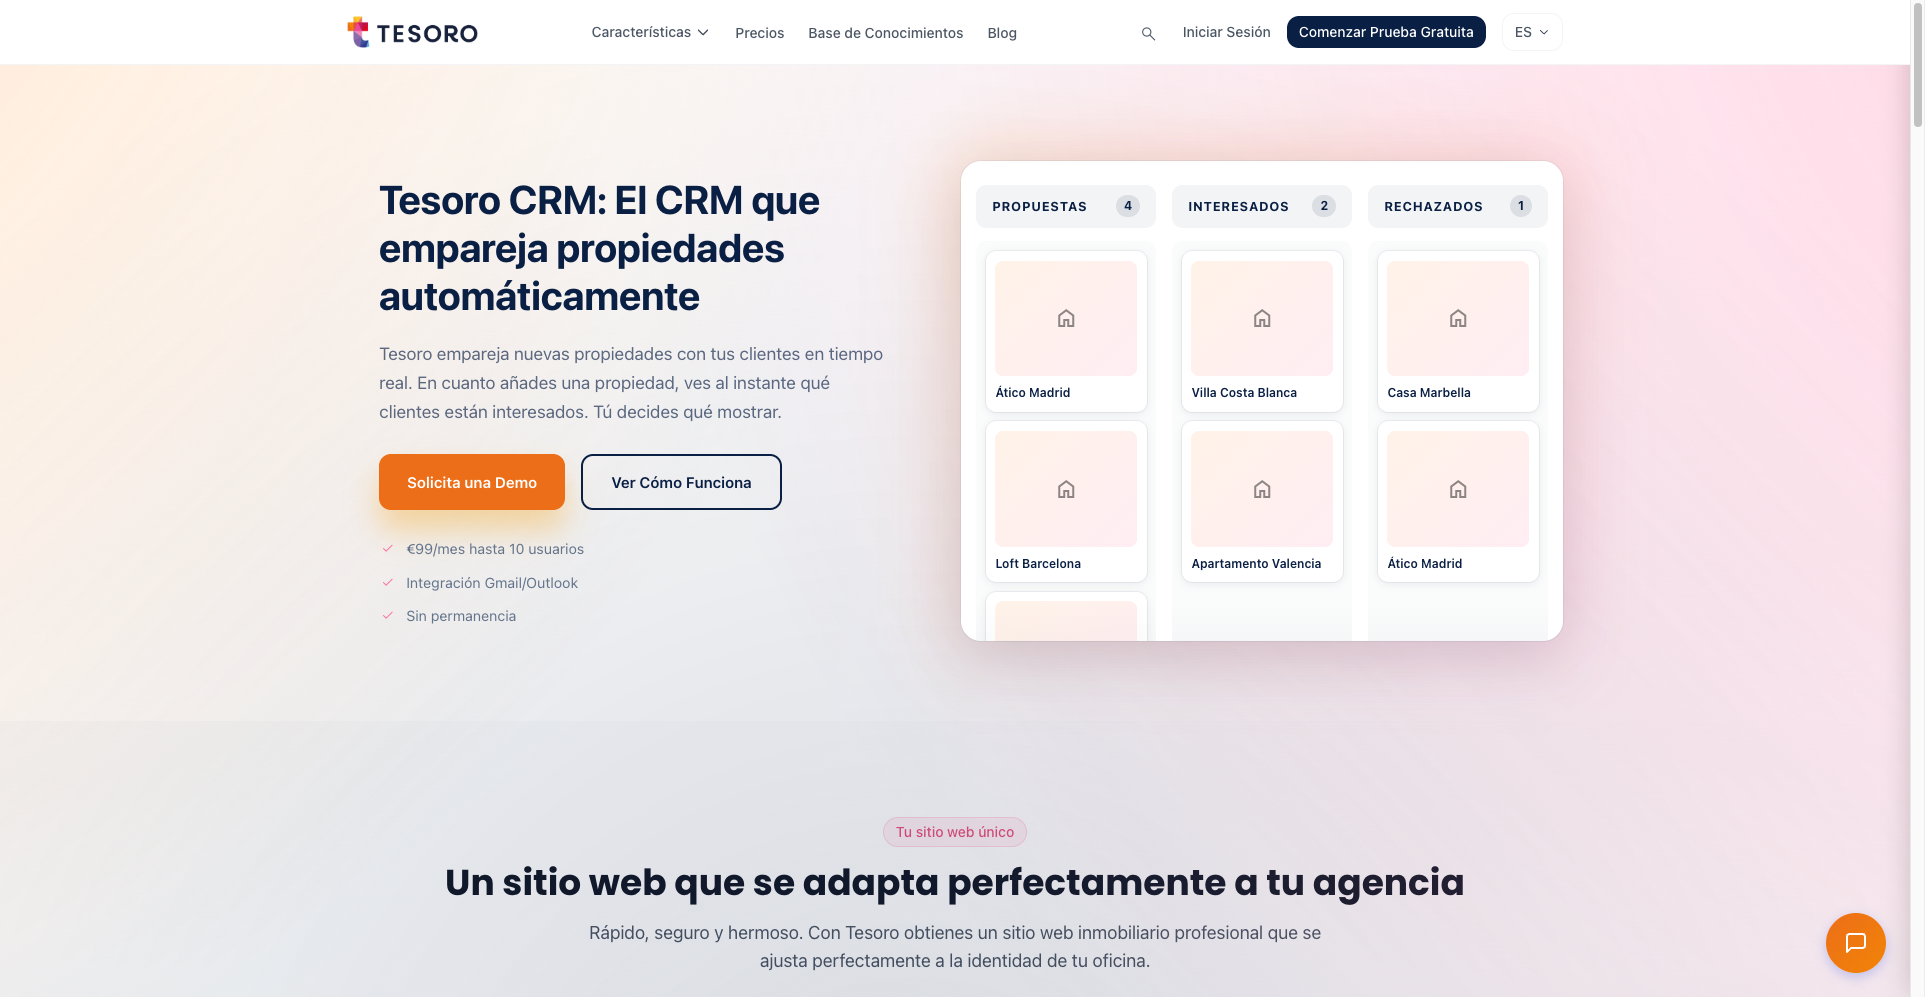 TESORO
Características
Precios
Base de Conocimientos
Blog
Iniciar Sesión
Comenzar Prueba Gratuita
ES
Tesoro CRM: El CRM que
empareja propiedades
automáticamente
Tesoro empareja nuevas propiedades con tus clientes en tiempo
real. En cuanto añades una propiedad, ves al instante qué
clientes están interesados. Tú decides qué mostrar.
Solicita una Demo
Ver Cómo Funciona
€99/mes hasta 10 usuarios
Integración Gmail/Outlook
Sin permanencia
PROPUESTAS 4
Ático Madrid
Loft Barcelona
INTERESADOS 2
Villa Costa Blanca
Apartamento Valencia
RECHAZADOS 1
Casa Marbella
Ático Madrid
Tu sitio web único
Un sitio web que se adapta perfectamente a tu agencia
Rápido, seguro y hermoso. Con Tesoro obtienes un sitio web inmobiliario profesional que se
ajusta perfectamente a la identidad de tu oficina.